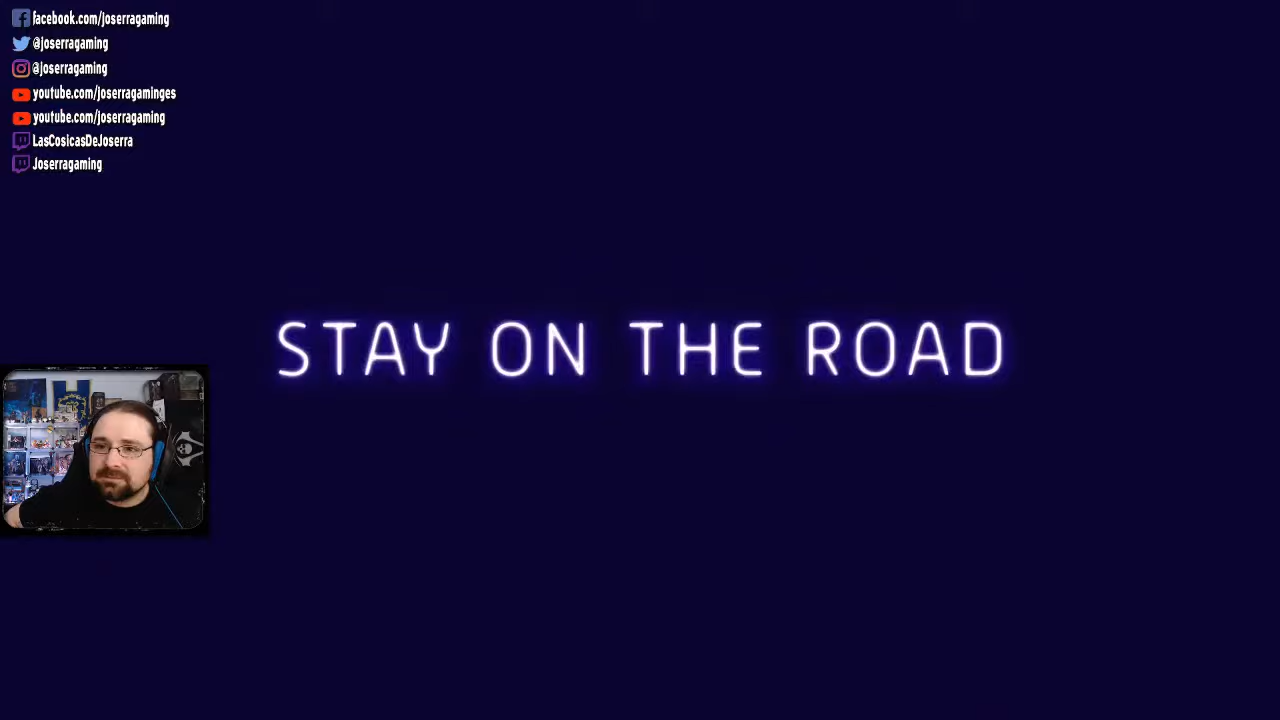 facebook.com/joserragaming
@joserragaming
@joserragaming
youtube.com/joserragaminges
youtube.com/joserragaming
LasCosicasDeJoserra
Joserragaming
STAY ON THE ROAD